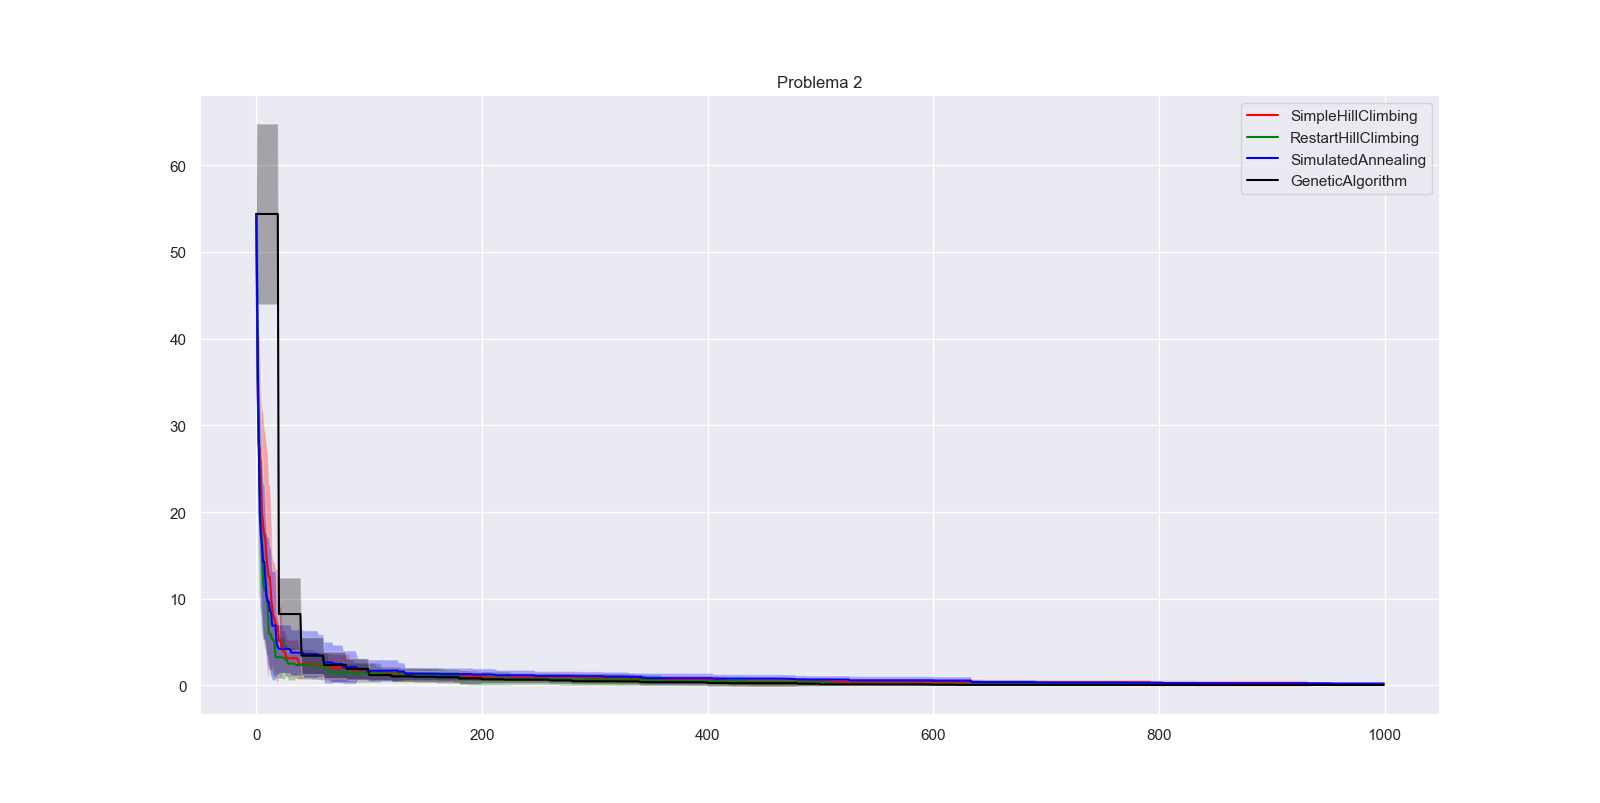 Problema 2
SimpleHillClimbing
RestartHillClimbing
SimulatedAnnealing
GeneticAlgorithm
60
50
40
30
20
10
0
0 200 400 600 800 1000